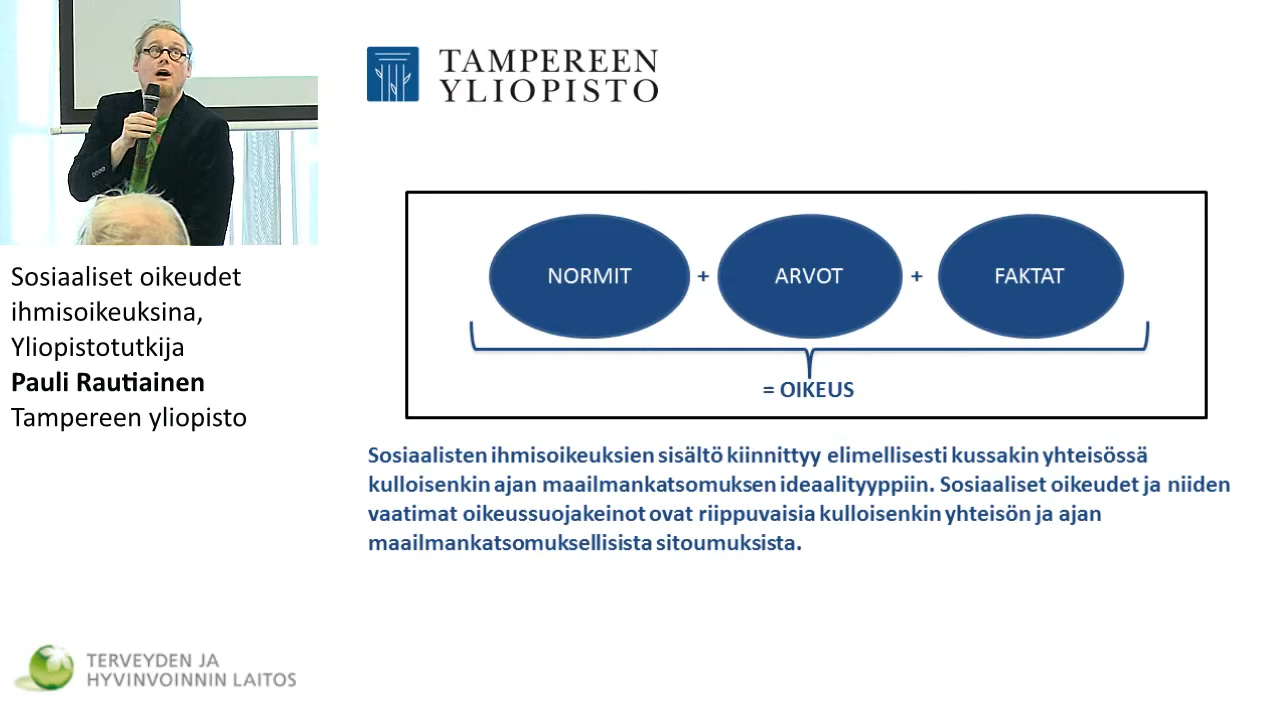 TAMPEREEN
YLIOPISTO
NORMIT + ARVOT + FAKTAT
= OIKEUS
Sosiaalisten ihmisoikeuksien sisältö kiinnittyy elimellisesti kussakin yhteisössä
kulloisenkin ajan maailmankatsomuksen ideaalityyppiin. Sosiaaliset oikeudet ja niiden
vaatimat oikeussuojakeinot ovat riippuvaisia kulloisenkin yhteisön ja ajan
maailmankatsomuksellisista sitoumuksista.
Sosiaaliset oikeudet
ihmisoikeuksina,
Yliopistotutkija
Pauli Rautiainen
Tampereen yliopisto
TERVEYDEN JA
HYVINVOINNIN LAITOS